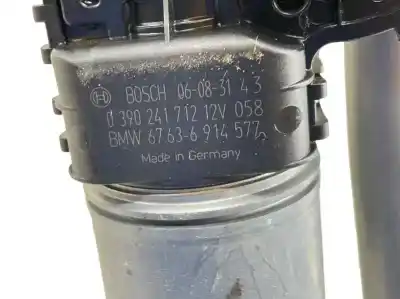 BOSCH 06-08-31 43
0 390 241 712 12V 058
BMW 67 63-6 914 577
Made in Germany